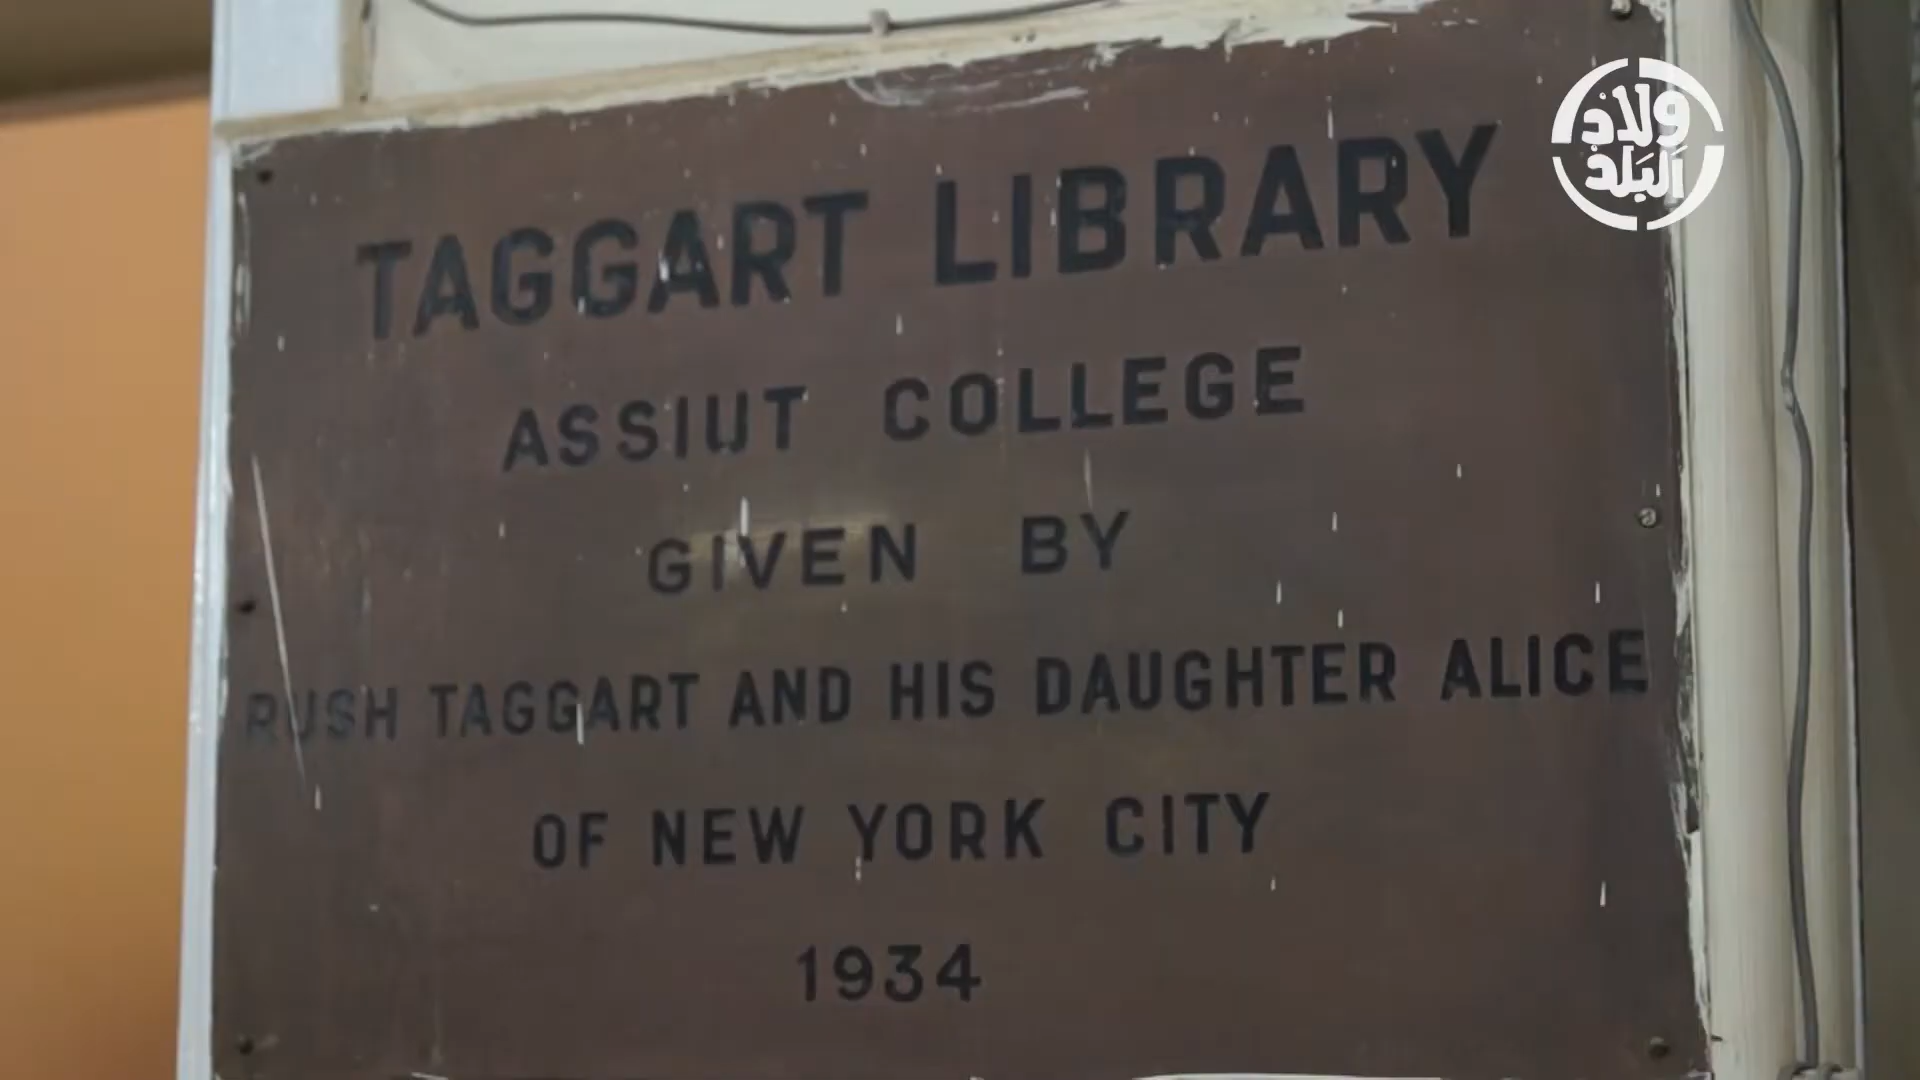 TAGGART LIBRARY
ASSIUT COLLEGE
GIVEN BY
RUSH TAGGART AND HIS DAUGHTER ALICE
OF NEW YORK CITY
1934
ولاد
البلد